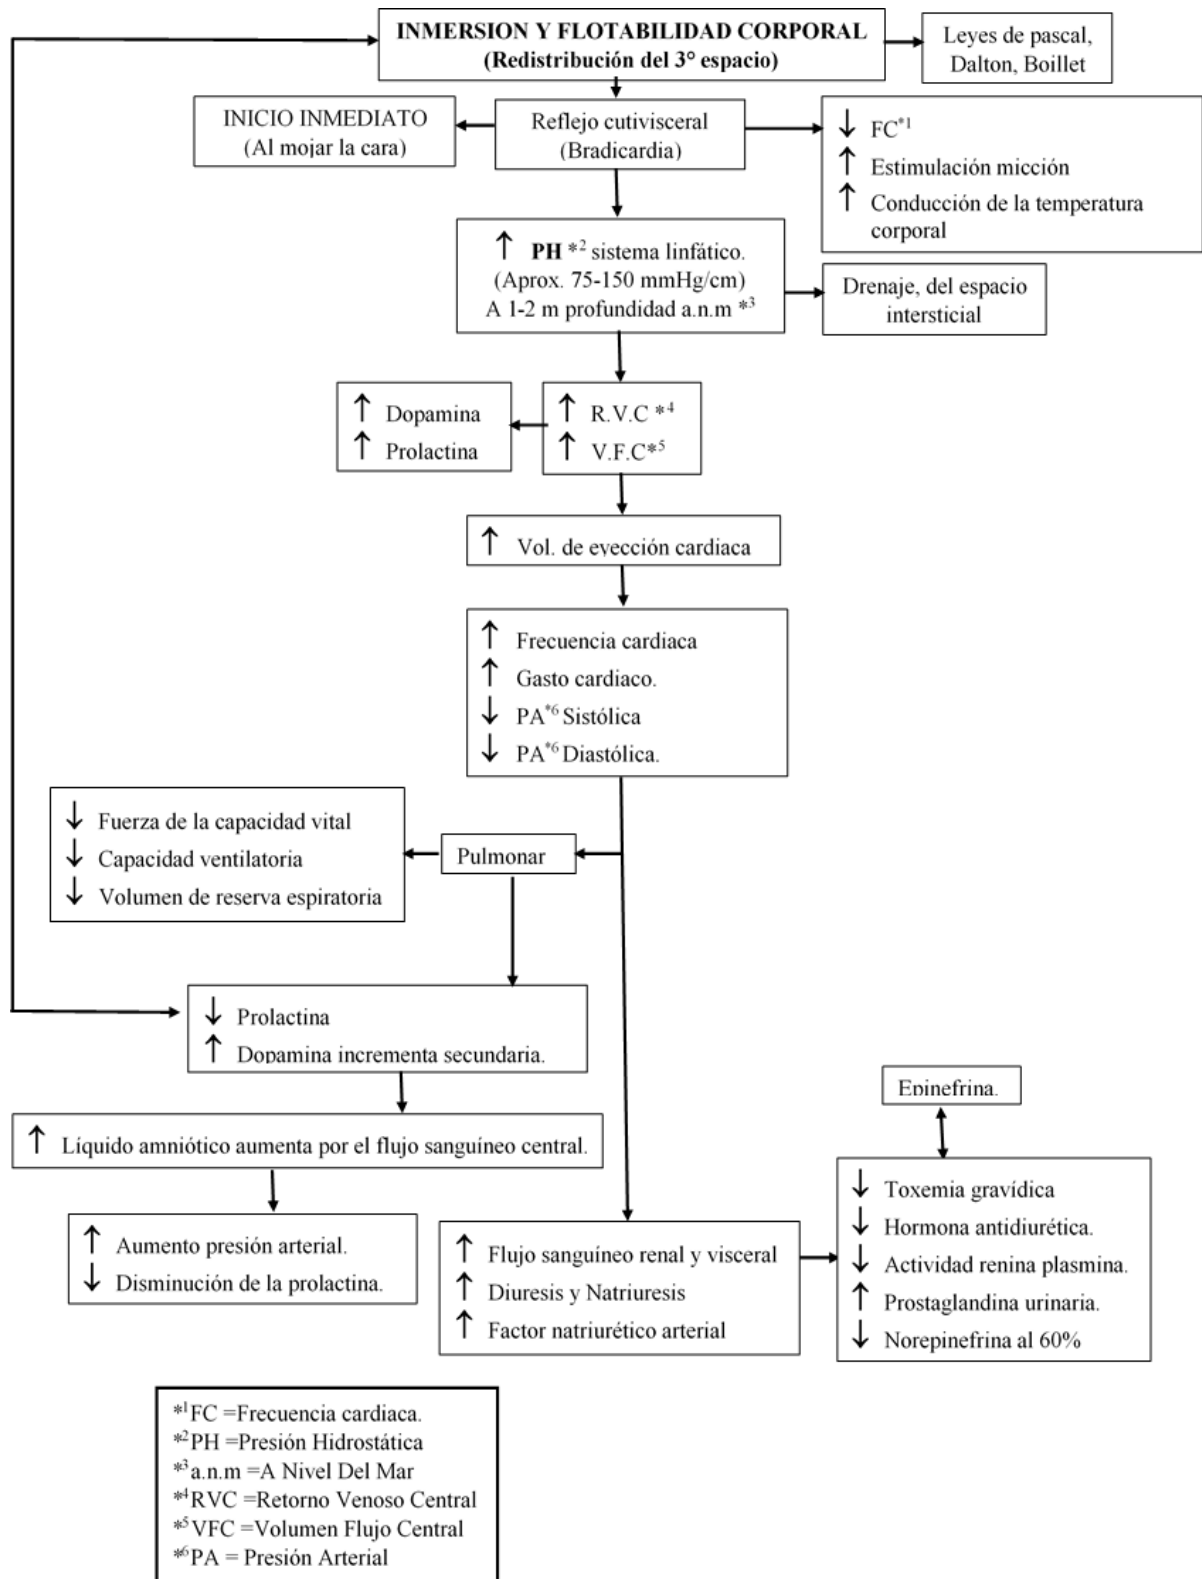 INMERSION Y FLOTABILIDAD CORPORAL
(Redistribución del 3° espacio)
Leyes de pascal,
Dalton, Boillet
INICIO INMEDIATO
(Al mojar la cara)
Reflejo cutivisceral
(Bradicardia)
↓ FC*1
↑ Estimulación micción
↑ Conducción de la temperatura
corporal
↑ PH *2 sistema linfático.
(Aprox. 75-150 mmHg/cm)
A 1-2 m profundidad a.n.m *3
Drenaje, del espacio
intersticial
↑ Dopamina
↑ Prolactina
↑ R.V.C *4
↑ V.F.C*5
↑ Vol. de eyección cardiaca
↑ Frecuencia cardiaca
↑ Gasto cardiaco.
↓ PA*6 Sistólica
↓ PA*6 Diastólica.
↓ Fuerza de la capacidad vital
↓ Capacidad ventilatoria
↓ Volumen de reserva espiratoria
Pulmonar
↓ Prolactina
↑ Dopamina incrementa secundaria.
↑ Líquido amniótico aumenta por el flujo sanguíneo central.
↑ Aumento presión arterial.
↓ Disminución de la prolactina.
↑ Flujo sanguíneo renal y visceral
↑ Diuresis y Natriuresis
↑ Factor natriurético arterial
Epinefrina.
↓ Toxemia gravídica
↓ Hormona antidiurética.
↓ Actividad renina plasmina.
↑ Prostaglandina urinaria.
↓ Norepinefrina al 60%
*1FC =Frecuencia cardiaca.
*2PH =Presión Hidrostática
*3a.n.m =A Nivel Del Mar
*4RVC =Retorno Venoso Central
*5VFC =Volumen Flujo Central
*6PA = Presión Arterial